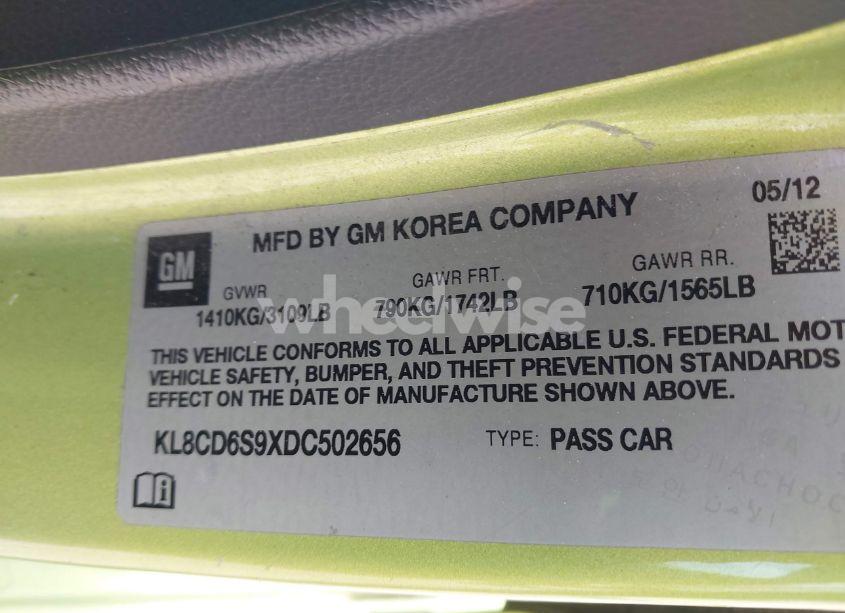 05/12
MFD BY GM KOREA COMPANY
GM
GVWR GAWR FRT. GAWR RR.
1410KG/3109LB 790KG/1742LB 710KG/1565LB
wheelwise
THIS VEHICLE CONFORMS TO ALL APPLICABLE U.S. FEDERAL MOT
VEHICLE SAFETY, BUMPER, AND THEFT PREVENTION STANDARDS
EFFECT ON THE DATE OF MANUFACTURE SHOWN ABOVE.
KL8CD6S9XDC502656 TYPE: PASS CAR